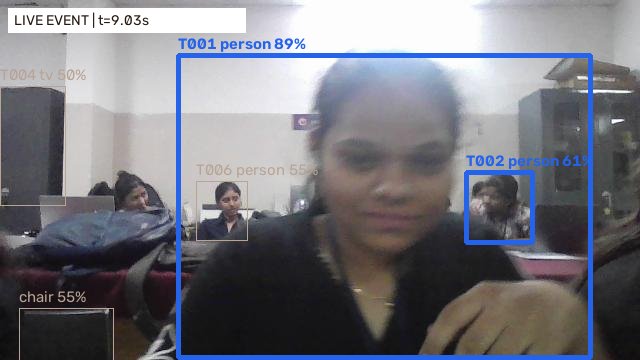 LIVE EVENT | t=9.03s
T001 person 89%
T004 tv 50%
T002 person 61%
T006 person 55%
chair 55%